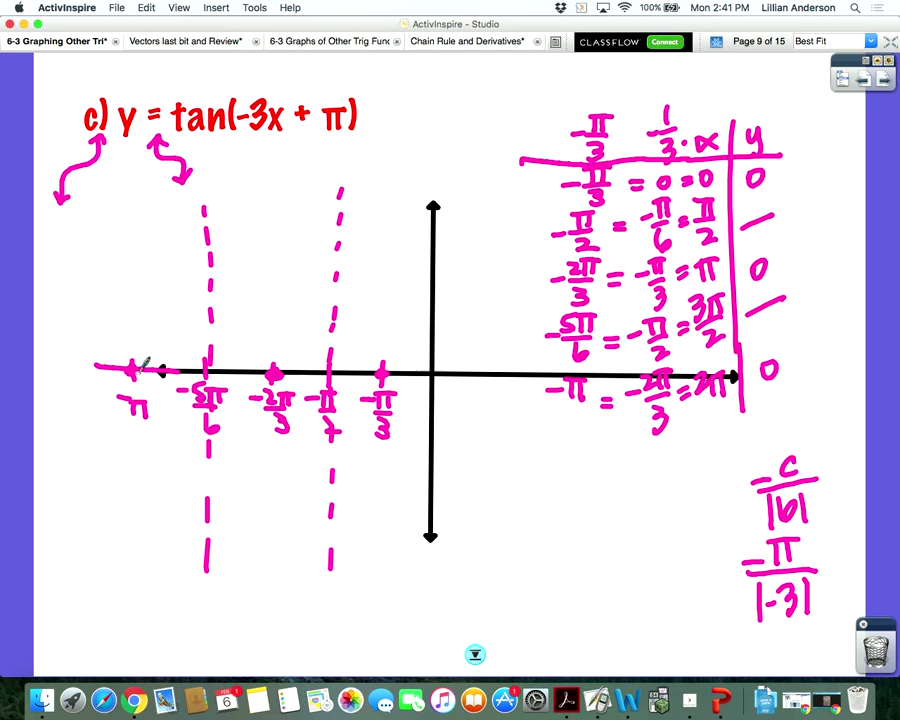 ActivInspire File Edit View Insert Tools Help 100% Mon 2:41 PM Lillian Anderson
ActivInspire - Studio
6-3 Graphing Other Tri* Vectors last bit and Review* 6-3 Graphs of Other Trig Func Chain Rule and Derivatives* CLASSFLOW Connect Page 9 of 15 Best Fit
c) y = tan(-3x + π)
-π/3 -1/3·x y
-π/3 = 0 = 0 0
-π/2 = -π/6 = π/2 —
-2π/3 = -π/3 = π 0
-5π/6 = -π/2 = 3π/2 —
-π = -2π/3 = 2π 0
-π -5π/6 -2π/3 -π/2 -π/3
-c/|b|
-π/|-3|
FEB
6